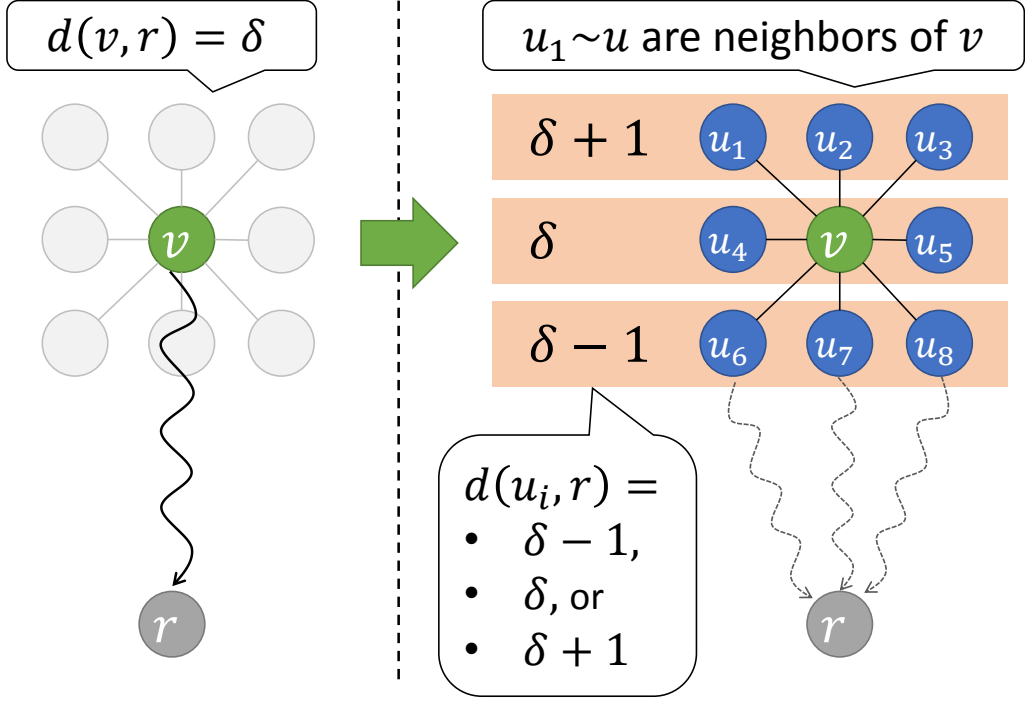 d(v, r) = δ
v
r
u₁~u are neighbors of v
δ + 1 u₁ u₂ u₃
δ u₄ v u₅
δ − 1 u₆ u₇ u₈
d(uᵢ, r) =
• δ − 1,
• δ, or
• δ + 1
r